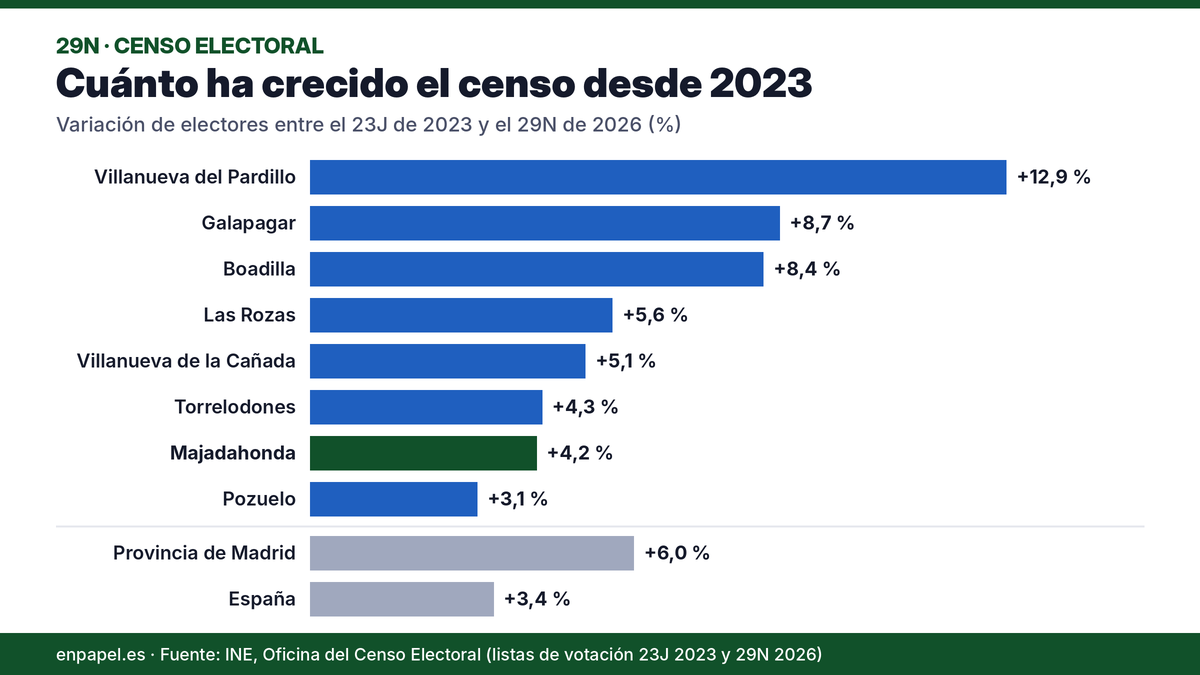 29N · CENSO ELECTORAL
Cuánto ha crecido el censo desde 2023
Variación de electores entre el 23J de 2023 y el 29N de 2026 (%)
Villanueva del Pardillo +12,9 %
Galapagar +8,7 %
Boadilla +8,4 %
Las Rozas +5,6 %
Villanueva de la Cañada +5,1 %
Torrelodones +4,3 %
Majadahonda +4,2 %
Pozuelo +3,1 %
Provincia de Madrid +6,0 %
España +3,4 %
enpapel.es · Fuente: INE, Oficina del Censo Electoral (listas de votación 23J 2023 y 29N 2026)